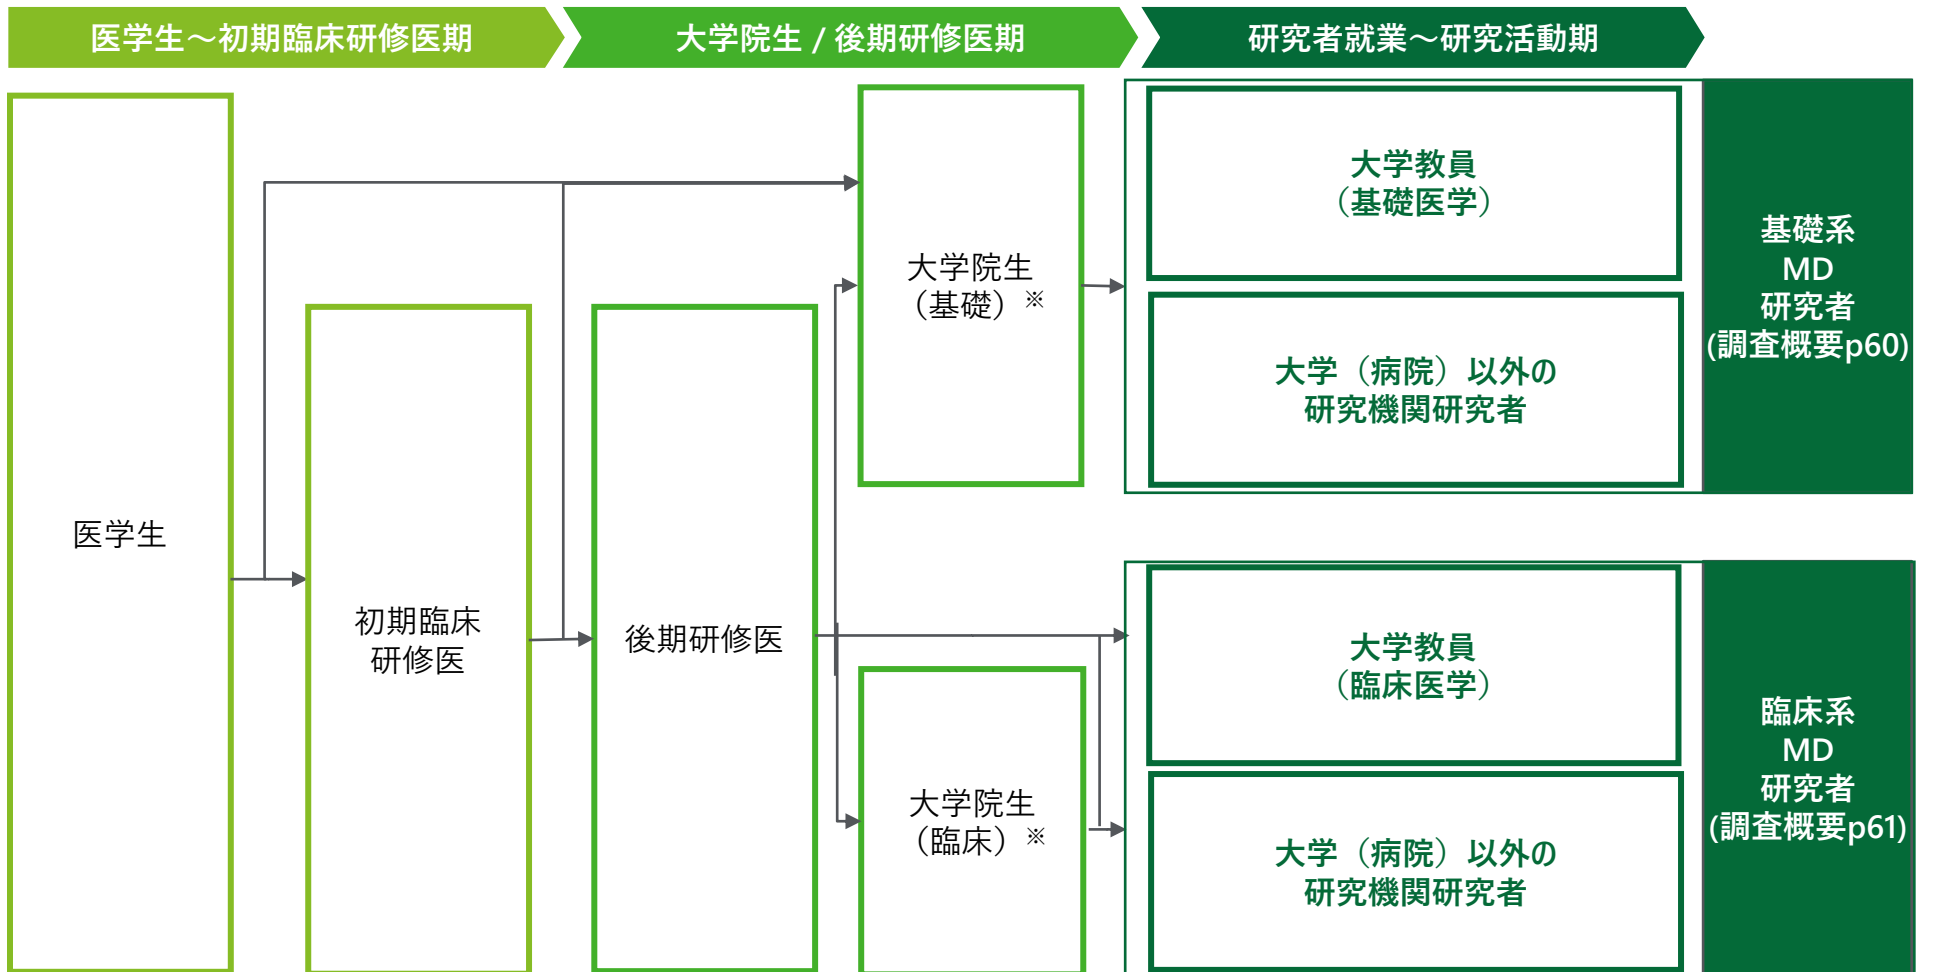 医学生～初期臨床研修医期
大学院生 / 後期研修医期
研究者就業～研究活動期
医学生
初期臨床
研修医
後期研修医
大学院生
（基礎）※
大学院生
（臨床）※
大学教員
（基礎医学）
大学（病院）以外の
研究機関研究者
基礎系
MD
研究者
(調査概要p60)
大学教員
（臨床医学）
大学（病院）以外の
研究機関研究者
臨床系
MD
研究者
(調査概要p61)